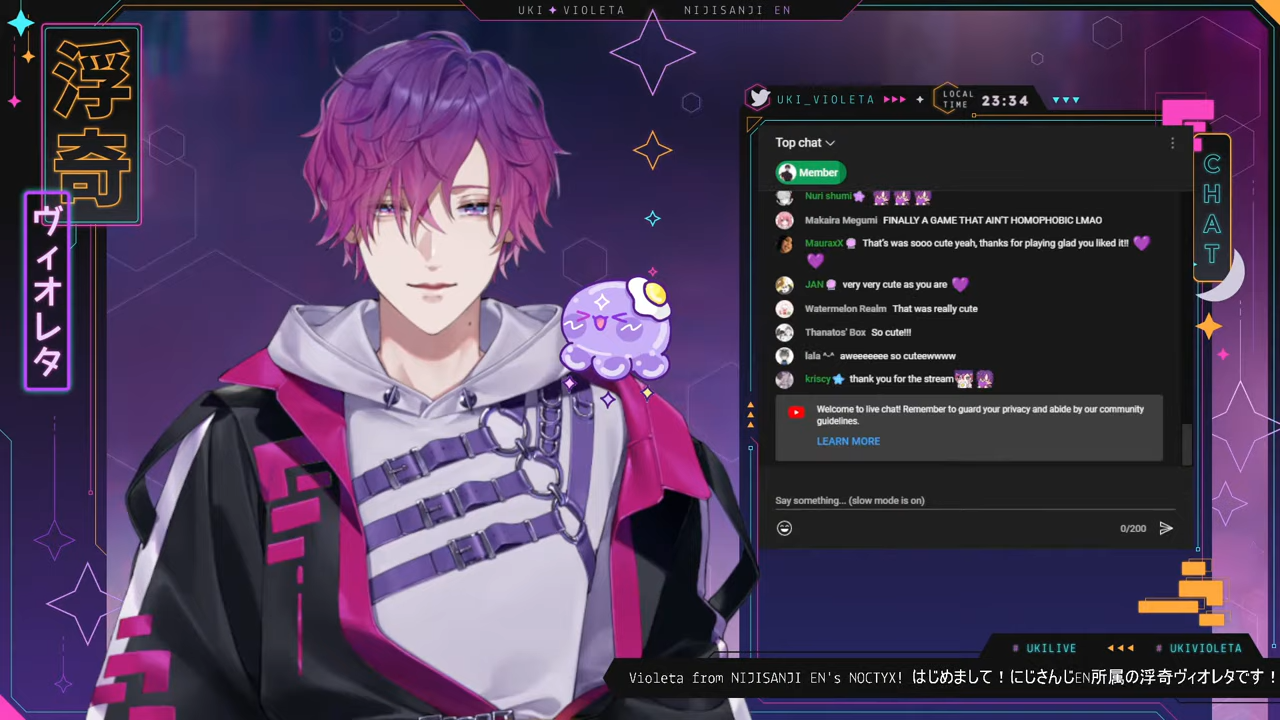 UKI VIOLETA NIJISANJI EN
浮奇
ヴィオレタ
UKI_VIOLETA
LOCAL TIME 23:34
Top chat
Member
Nuri shumi
Makaira Megumi FINALLY A GAME THAT AIN'T HOMOPHOBIC LMAO
MauraxX That's was sooo cute yeah, thanks for playing glad you liked it!!
JAN very very cute as you are
Watermelon Realm That was really cute
Thanatos' Box So cute!!!
lala ^-^ aweeeeeee so cuteewwww
kriscy thank you for the stream
Welcome to live chat! Remember to guard your privacy and abide by our community
guidelines.
LEARN MORE
Say something... (slow mode is on)
0/200
CHAT
# UKILIVE # UKIVIOLETA
Violeta from NIJISANJI EN's NOCTYX! はじめまして！にじさんじEN所属の浮奇ヴィオレタです！